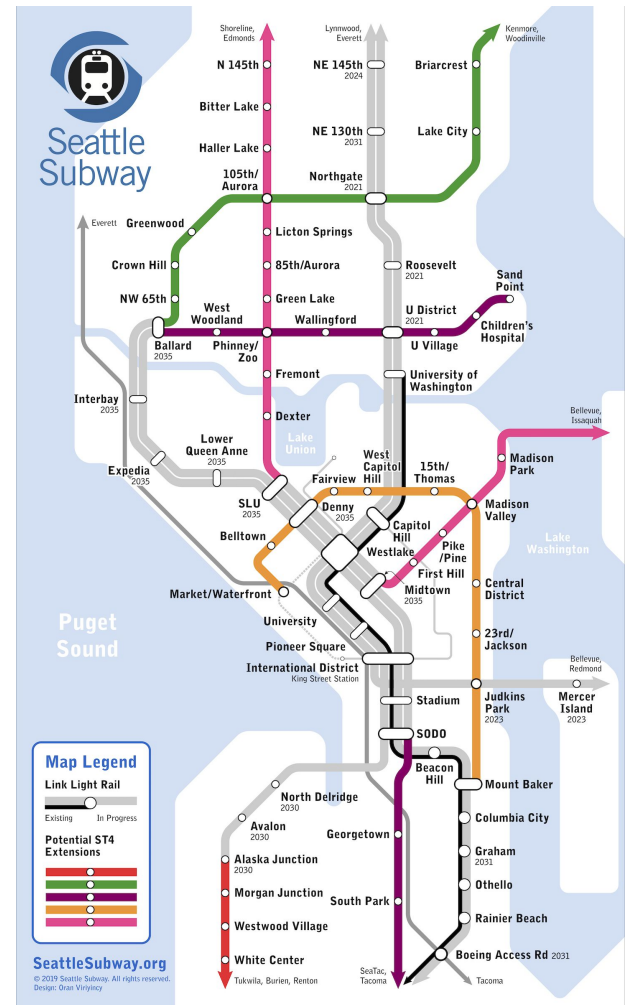 Shoreline,
Edmonds
Lynnwood,
Everett
Kenmore,
Woodinville
Seattle
Subway
N 145th
NE 145th
2024
Briarcrest
Bitter Lake
NE 130th
2031
Lake City
Haller Lake
105th/
Aurora
Northgate
2021
Everett
Greenwood
Licton Springs
Crown Hill
85th/Aurora
Roosevelt
2021
Sand
Point
NW 65th
Green Lake
West
Woodland
Wallingford
U District
2021
Children's
Hospital
Ballard
2035
Phinney/
Zoo
U Village
Fremont
University of
Washington
Interbay
2035
Dexter
Bellevue,
Issaquah
Lake
Union
Lower
Queen Anne
2035
Expedia
2035
West
Capitol
Hill
15th/
Thomas
Madison
Park
Fairview
SLU
2035
Denny
2035
Madison
Valley
Capitol
Hill
Belltown
Pike
/Pine
Lake
Washington
Westlake
First Hill
Midtown
2035
Market/Waterfront
Central
District
University
Puget
Sound
Pioneer Square
23rd/
Jackson
International District
King Street Station
Bellevue,
Redmond
Stadium
Judkins
Park
2023
Mercer
Island
2023
SODO
Beacon
Hill
Mount Baker
North Delridge
2030
Avalon
2030
Columbia City
Georgetown
Graham
2031
Alaska Junction
2030
Othello
Morgan Junction
South Park
Rainier Beach
Westwood Village
White Center
Boeing Access Rd 2031
Tukwila, Burien, Renton
SeaTac,
Tacoma
Tacoma
Map Legend
Link Light Rail
Existing
In Progress
Potential ST4
Extensions
SeattleSubway.org
© 2019 Seattle Subway. All rights reserved.
Design: Oran Viriyincy